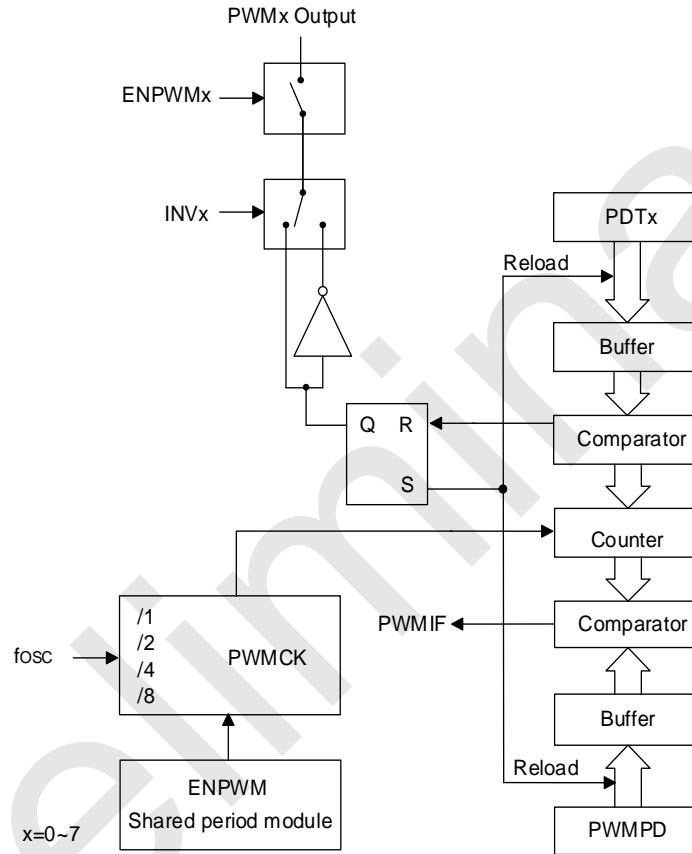 PWMx Output
ENPWMx
INVx
PDTx
Reload
Buffer
Q R
S
Comparator
Counter
fosc
/1
/2
/4
/8
PWMCK
PWMIF
Comparator
Buffer
ENPWM
Shared period module
Reload
PWMPD
x=0~7
elimina